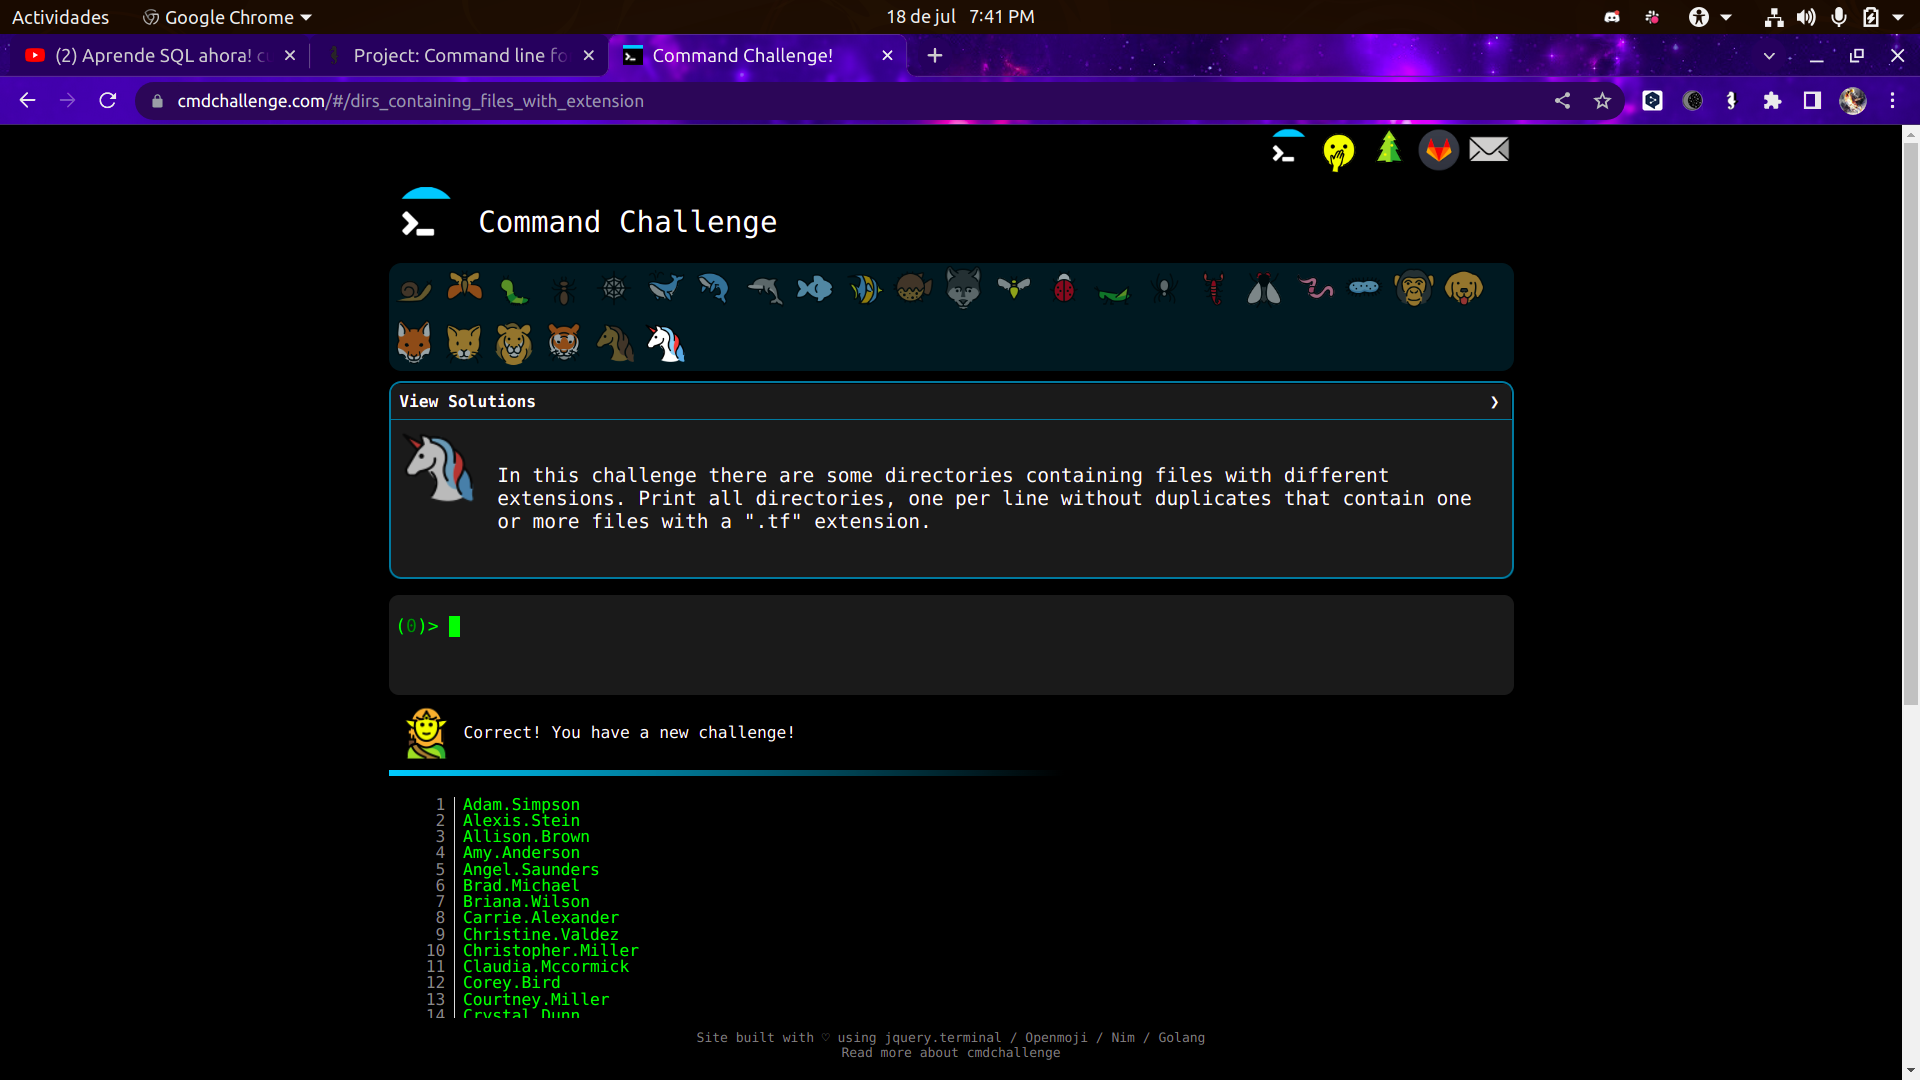 Actividades Google Chrome 18 de jul 7:41 PM
(2) Aprende SQL ahora! cu Project: Command line fo Command Challenge!
cmdchallenge.com/#/dirs_containing_files_with_extension
Command Challenge
View Solutions
In this challenge there are some directories containing files with different
extensions. Print all directories, one per line without duplicates that contain one
or more files with a ".tf" extension.
(0)>
Correct! You have a new challenge!
1 Adam.Simpson
2 Alexis.Stein
3 Allison.Brown
4 Amy.Anderson
5 Angel.Saunders
6 Brad.Michael
7 Briana.Wilson
8 Carrie.Alexander
9 Christine.Valdez
10 Christopher.Miller
11 Claudia.Mccormick
12 Corey.Bird
13 Courtney.Miller
14 Crystal.Dunn
Site built with ♡ using jquery.terminal / Openmoji / Nim / Golang
Read more about cmdchallenge